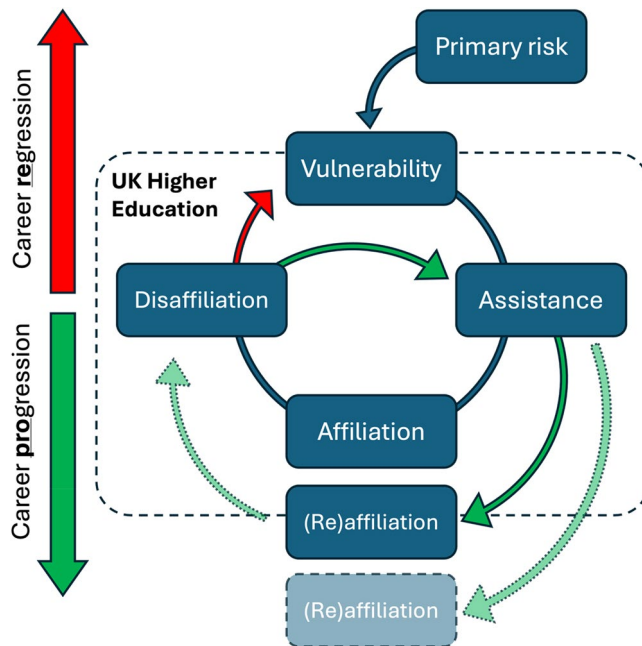 Primary risk
Career regression
UK Higher
Education
Vulnerability
Disaffiliation
Assistance
Career progression
Affiliation
(Re)affiliation
(Re)affiliation